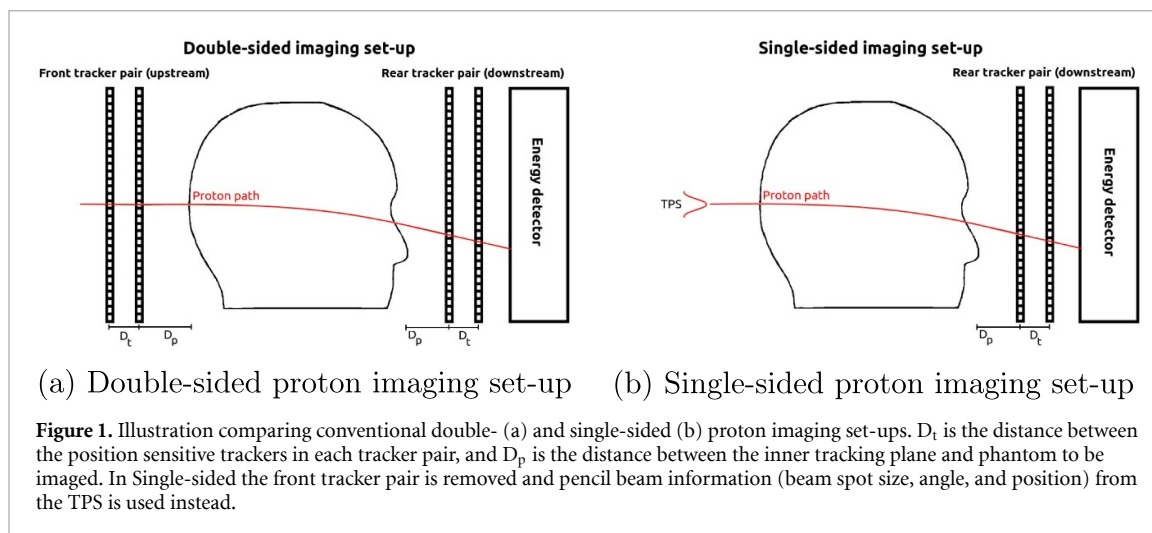 Double-sided imaging set-up
Front tracker pair (upstream)
Rear tracker pair (downstream)
Proton path
Energy detector
Dt
Dp
Dp
Dt
(a) Double-sided proton imaging set-up
Single-sided imaging set-up
Rear tracker pair (downstream)
TPS
Proton path
Energy detector
Dp
Dt
(b) Single-sided proton imaging set-up
Figure 1. Illustration comparing conventional double- (a) and single-sided (b) proton imaging set-ups. Dt is the distance between
the position sensitive trackers in each tracker pair, and Dp is the distance between the inner tracking plane and phantom to be
imaged. In Single-sided the front tracker pair is removed and pencil beam information (beam spot size, angle, and position) from
the TPS is used instead.